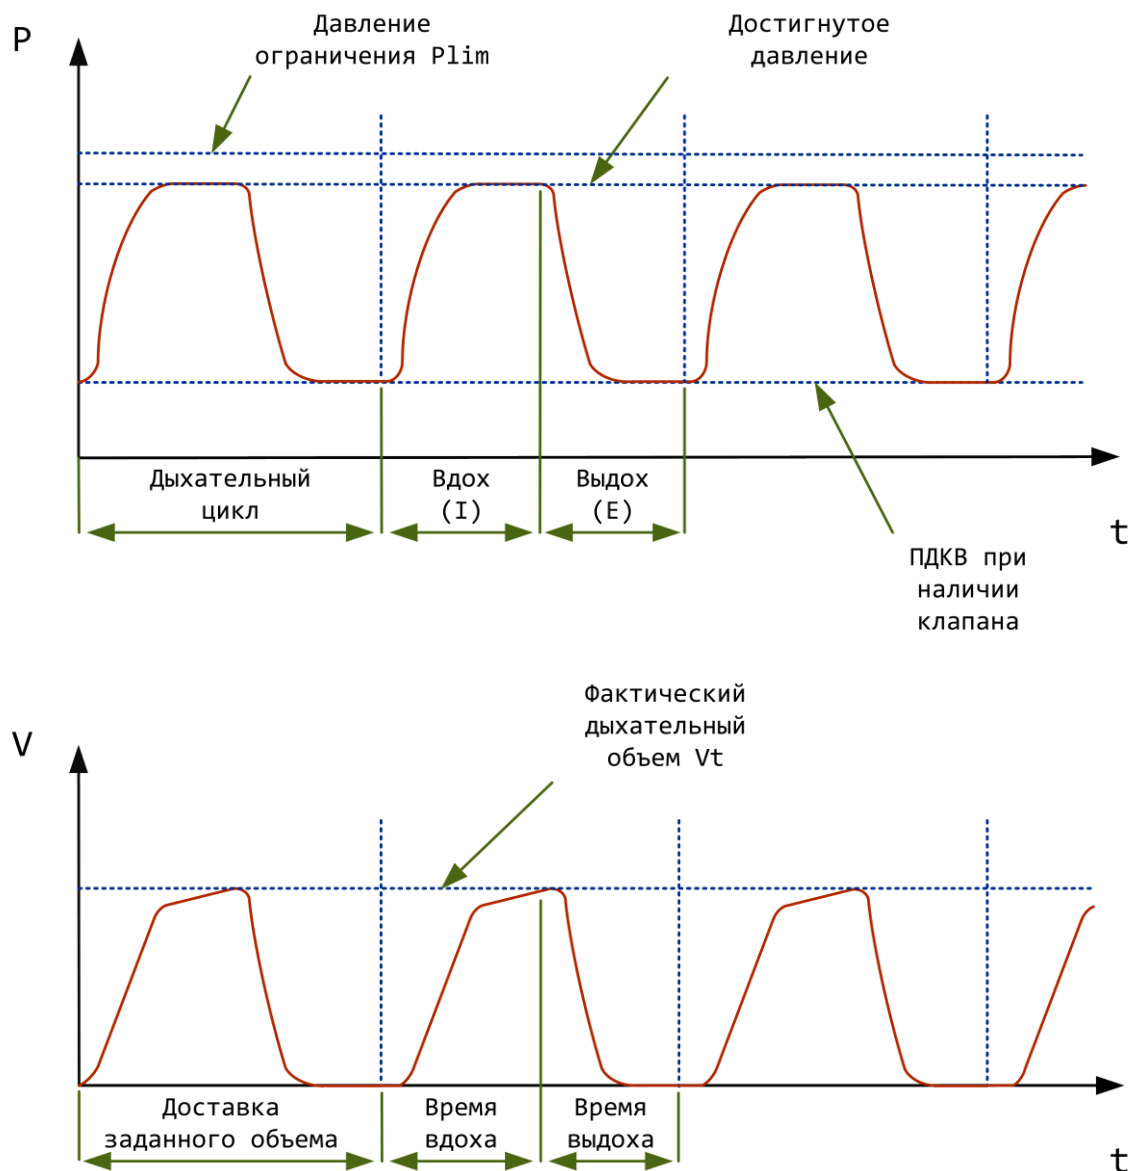 P
Давление
ограничения Plim
Достигнутое
давление
Дыхательный
цикл
Вдох
(I)
Выдох
(E)
t
ПДКВ при
наличии
клапана
V
Фактический
дыхательный
объем Vt
Доставка
заданного объема
Время
вдоха
Время
выдоха
t